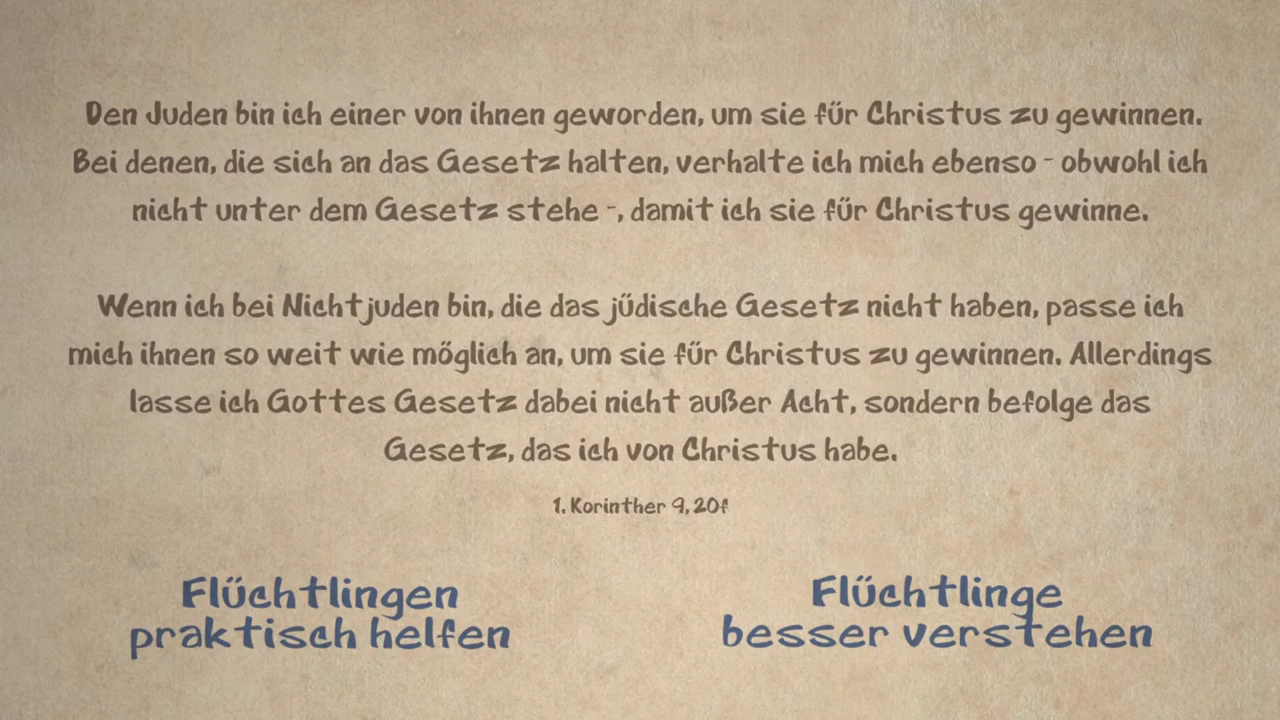 Den Juden bin ich einer von ihnen geworden, um sie für Christus zu gewinnen.
Bei denen, die sich an das Gesetz halten, verhalte ich mich ebenso - obwohl ich
nicht unter dem Gesetz stehe -, damit ich sie für Christus gewinne.
Wenn ich bei Nichtjuden bin, die das jüdische Gesetz nicht haben, passe ich
mich ihnen so weit wie möglich an, um sie für Christus zu gewinnen. Allerdings
lasse ich Gottes Gesetz dabei nicht außer Acht, sondern befolge das
Gesetz, das ich von Christus habe.
1. Korinther 9, 20f
Flüchtlingen
praktisch helfen
Flüchtlinge
besser verstehen